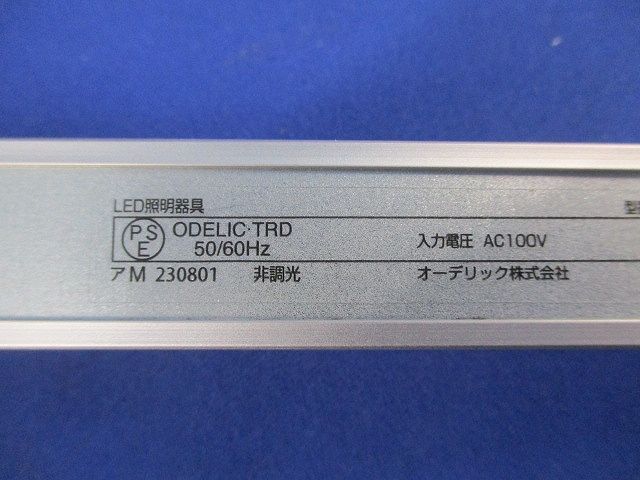 LED照明器具
PSE ODELIC·TRD
50/60Hz
入力電圧 AC100V
アM 230801 非調光
オーデリック株式会社